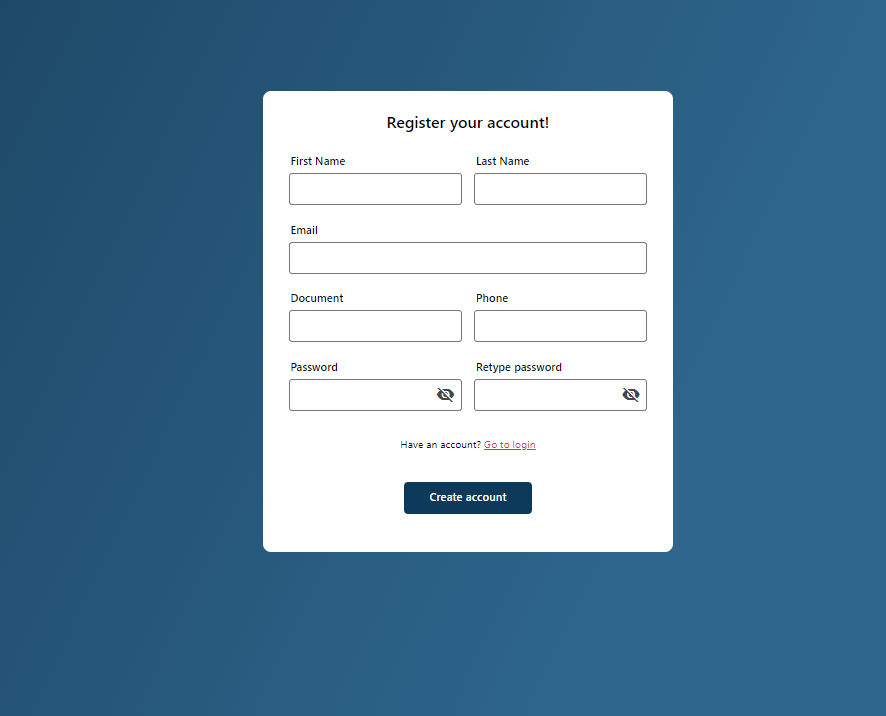 Register your account!
First Name Last Name
Email
Document Phone
Password Retype password
Have an account? Go to login
Create account